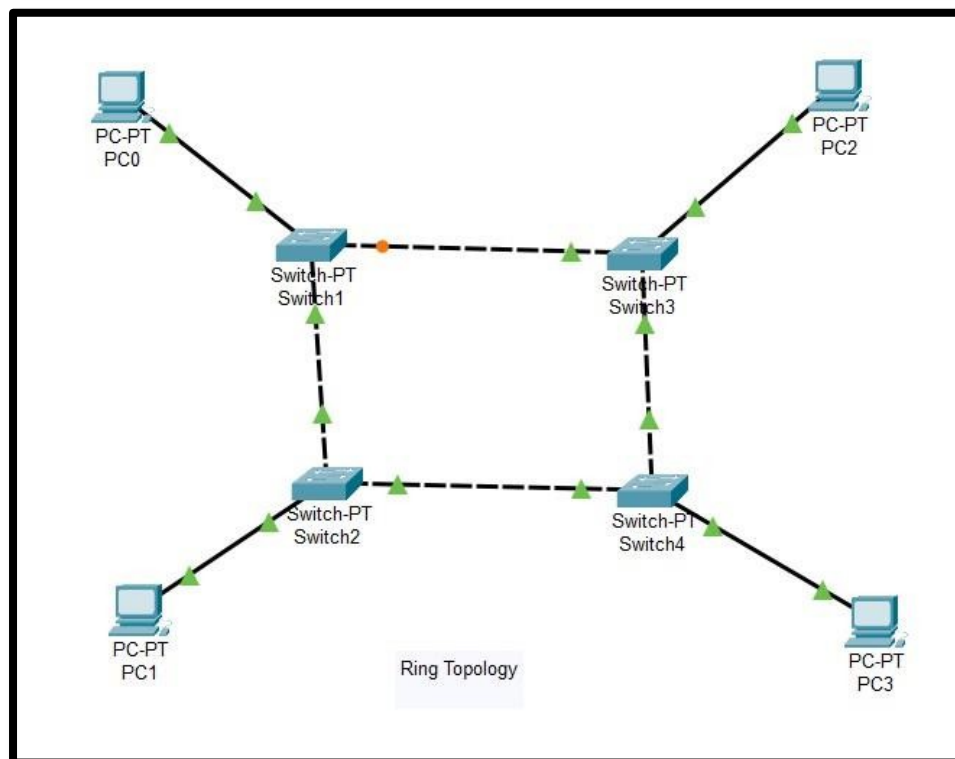 PC-PT
PC0
PC-PT
PC2
Switch-PT
Switch1
Switch-PT
Switch3
Switch-PT
Switch2
Switch-PT
Switch4
PC-PT
PC1
Ring Topology
PC-PT
PC3